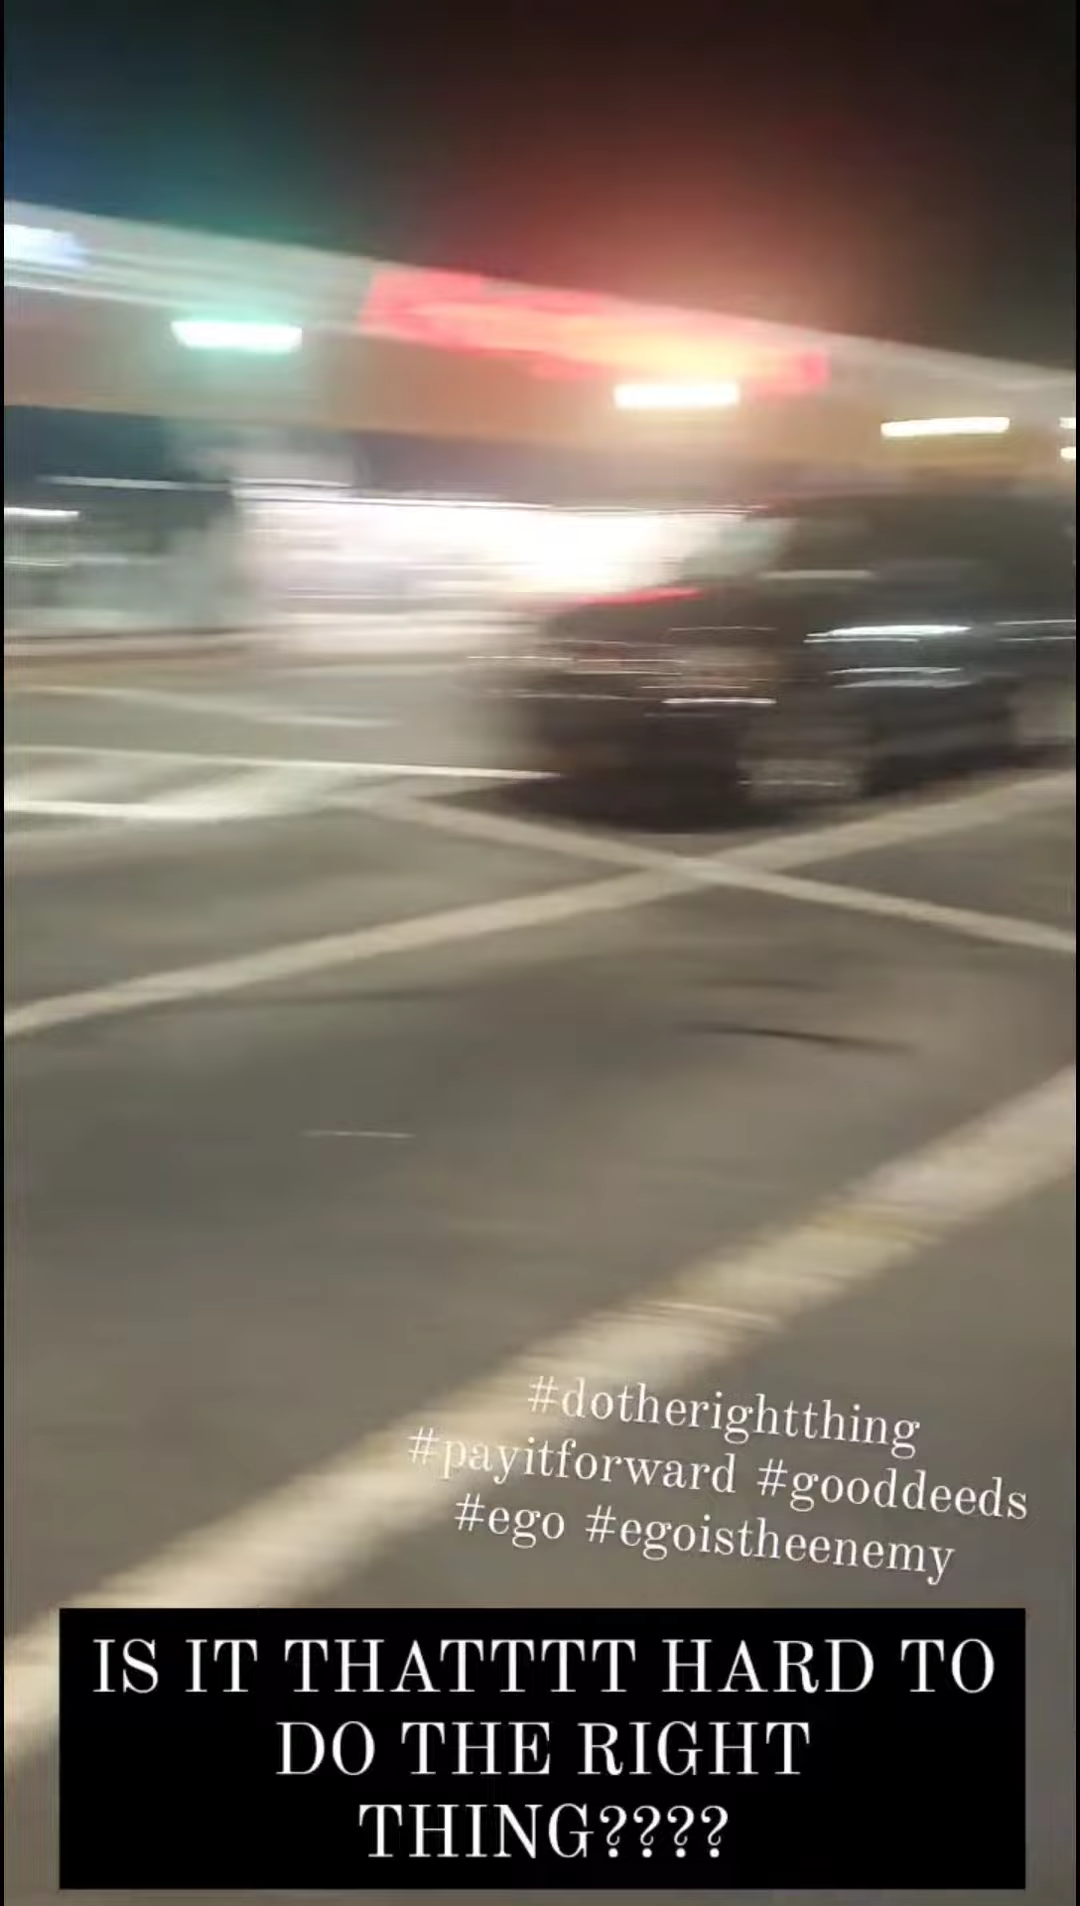 #dotherightthing
#payitforward #gooddeeds
#ego #egoistheenemy
IS IT THATTTT HARD TO
DO THE RIGHT
THING????